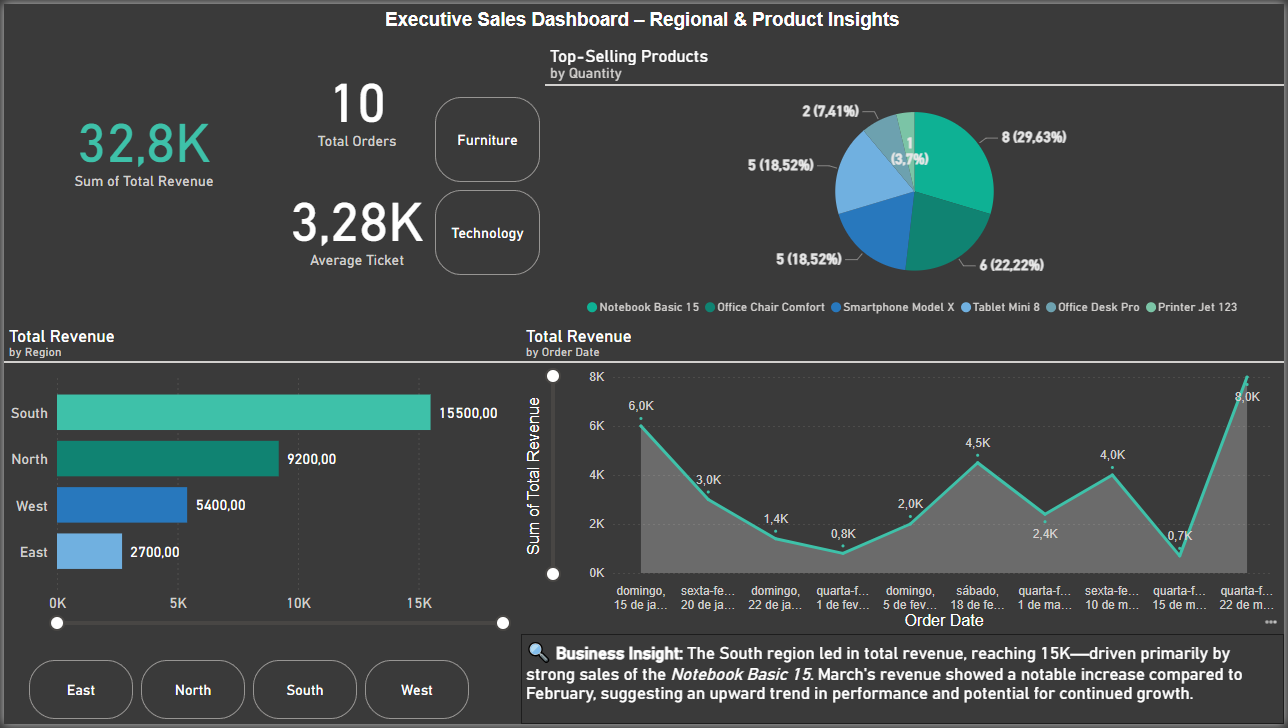 Executive Sales Dashboard – Regional & Product Insights
32,8K
Sum of Total Revenue
10
Total Orders
3,28K
Average Ticket
Furniture
Technology
Top-Selling Products
by Quantity
2 (7,41%)
1
(3,7%)
8 (29,63%)
5 (18,52%)
5 (18,52%)
6 (22,22%)
Notebook Basic 15 Office Chair Comfort Smartphone Model X Tablet Mini 8 Office Desk Pro Printer Jet 123
Total Revenue
by Region
South 15500,00
North 9200,00
West 5400,00
East 2700,00
0K 5K 10K 15K
East North South West
Total Revenue
by Order Date
Sum of Total Revenue
8K
6K
4K
2K
0K
6,0K
3,0K
1,4K
0,8K
2,0K
4,5K
2,4K
4,0K
0,7K
8,0K
domingo, sexta-fe... domingo, quarta-f... domingo, sábado, quarta-f... sexta-fe... quarta-f... quarta-f...
15 de ja... 20 de ja... 22 de ja... 1 de fev... 5 de fev... 18 de fe... 1 de ma... 10 de m... 15 de m... 22 de m...
Order Date
Business Insight: The South region led in total revenue, reaching 15K—driven primarily by
strong sales of the Notebook Basic 15. March's revenue showed a notable increase compared to
February, suggesting an upward trend in performance and potential for continued growth.